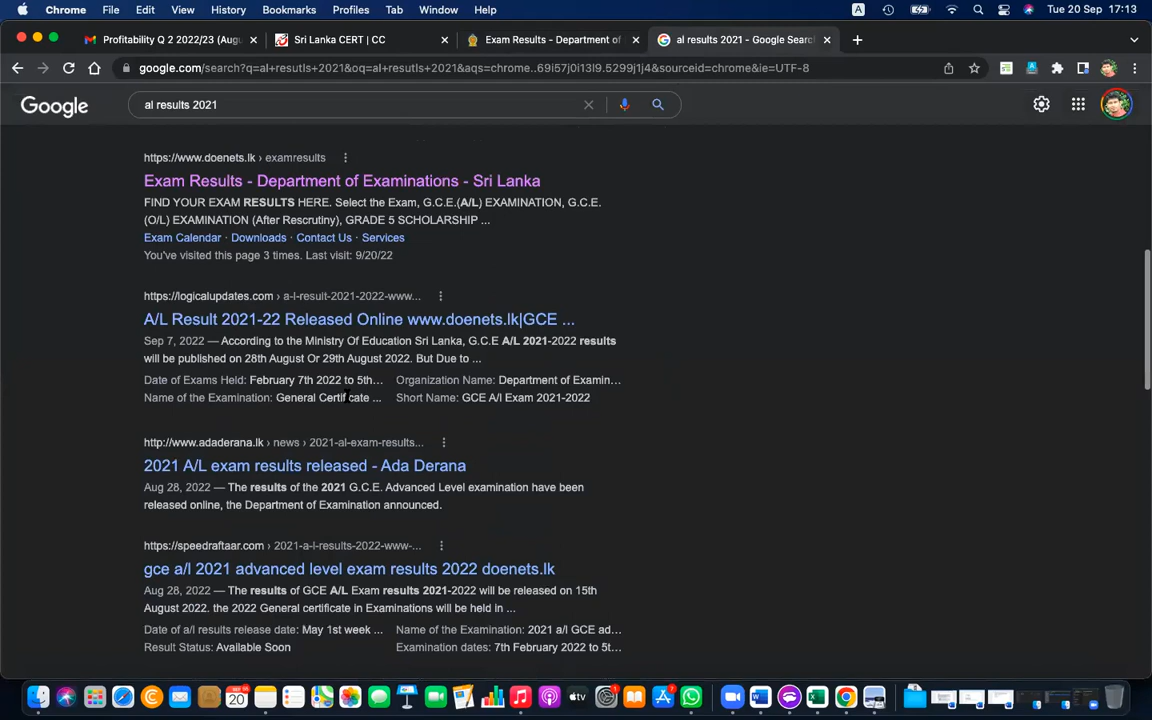 Chrome File Edit View History Bookmarks Profiles Tab Window Help A Tue 20 Sep 17:13
Profitability Q 2 2022/23 (Augu × Sri Lanka CERT | CC × Exam Results - Department of × al results 2021 - Google Search ×
google.com/search?q=al+resutls+2021&oq=al+resutls+2021&aqs=chrome..69i57j0i13l9.5299j1j4&sourceid=chrome&ie=UTF-8
Google al results 2021
https://www.doenets.lk › examresults
Exam Results - Department of Examinations - Sri Lanka
FIND YOUR EXAM RESULTS HERE. Select the Exam, G.C.E.(A/L) EXAMINATION, G.C.E.
(O/L) EXAMINATION (After Rescrutiny), GRADE 5 SCHOLARSHIP ...
Exam Calendar · Downloads · Contact Us · Services
You've visited this page 3 times. Last visit: 9/20/22
https://logicalupdates.com › a-l-result-2021-2022-www...
A/L Result 2021-22 Released Online www.doenets.lk|GCE ...
Sep 7, 2022 — According to the Ministry Of Education Sri Lanka, G.C.E A/L 2021-2022 results
will be published on 28th August Or 29th August 2022. But Due to ...
Date of Exams Held: February 7th 2022 to 5th... Organization Name: Department of Examin...
Name of the Examination: General Certificate ... Short Name: GCE A/l Exam 2021-2022
http://www.adaderana.lk › news › 2021-al-exam-results...
2021 A/L exam results released - Ada Derana
Aug 28, 2022 — The results of the 2021 G.C.E. Advanced Level examination have been
released online, the Department of Examination announced.
https://speedraftaar.com › 2021-a-l-results-2022-www-...
gce a/l 2021 advanced level exam results 2022 doenets.lk
Aug 28, 2022 — The results of GCE A/L Exam results 2021-2022 will be released on 15th
August 2022. the 2022 General certificate in Examinations will be held in ...
Date of a/l results release date: May 1st week ... Name of the Examination: 2021 a/l GCE ad...
Result Status: Available Soon Examination dates: 7th February 2022 to 5t...